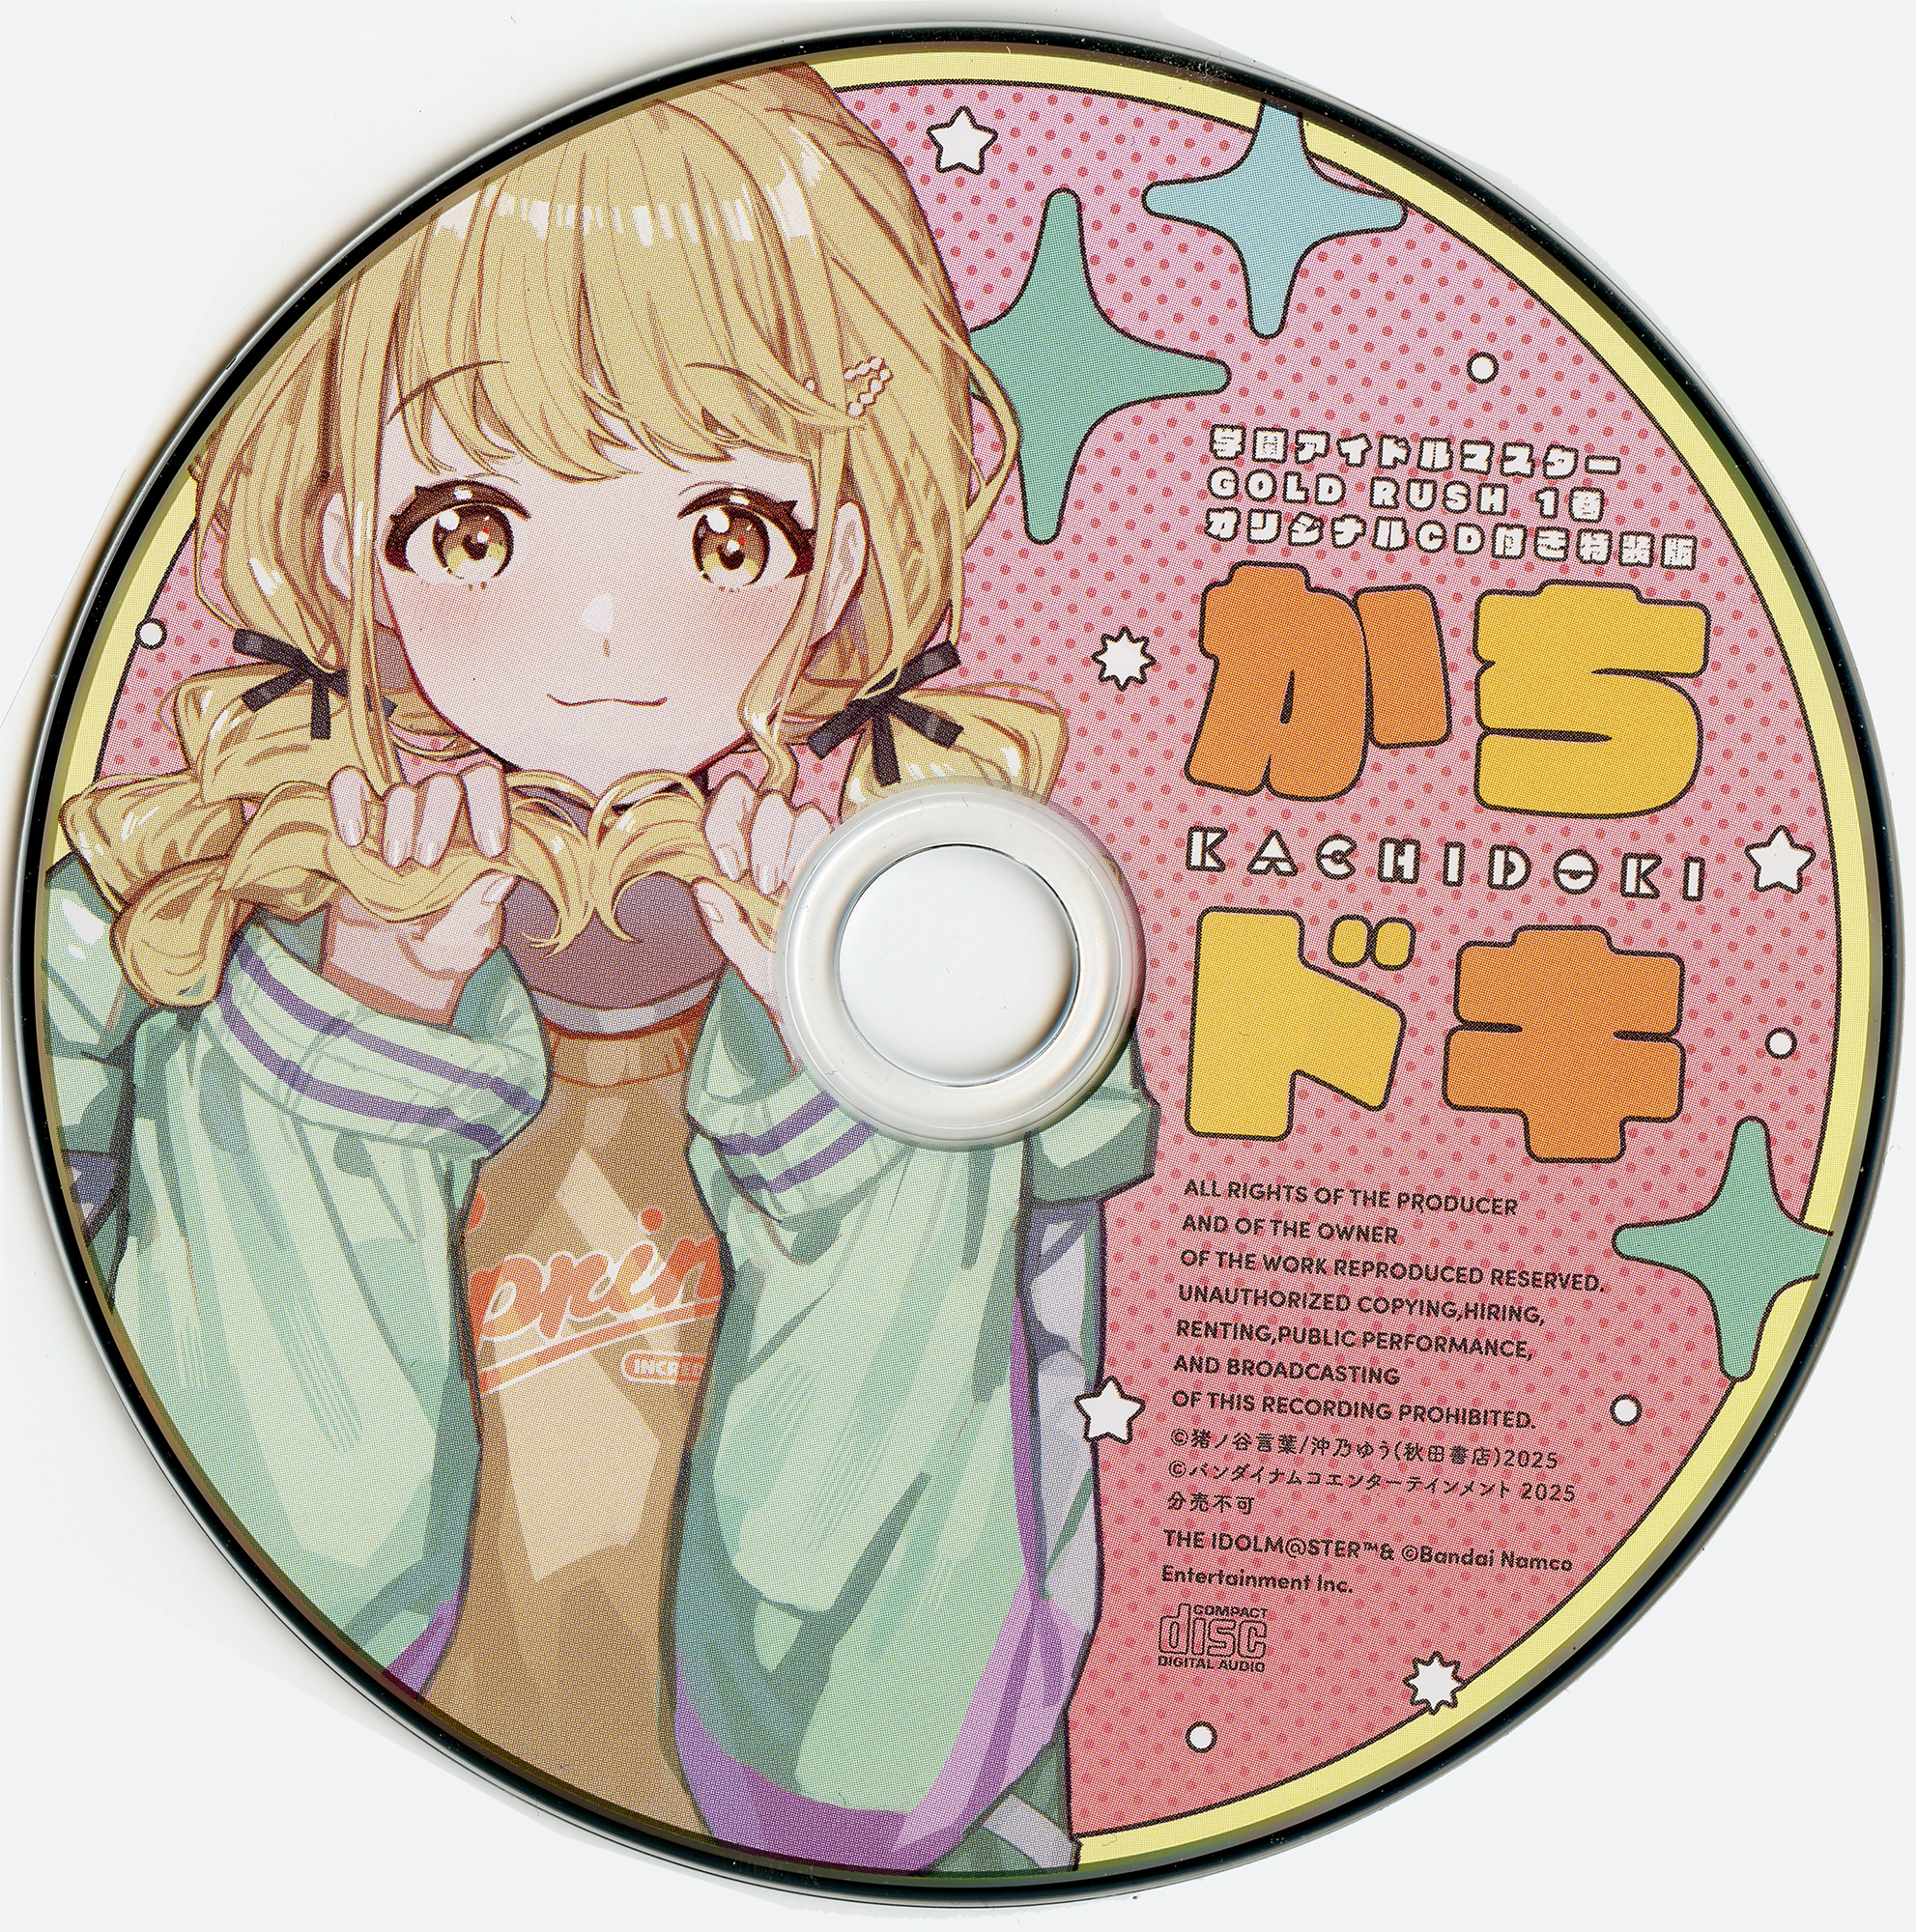 学園アイドルマスター
GOLD RUSH 1巻
オリジナルCD付き特装版
かち
KACHIDOKI
ドキ
ALL RIGHTS OF THE PRODUCER
AND OF THE OWNER
OF THE WORK REPRODUCED RESERVED.
UNAUTHORIZED COPYING,HIRING,
RENTING,PUBLIC PERFORMANCE,
AND BROADCASTING
OF THIS RECORDING PROHIBITED.
©猪ノ谷言葉/沖乃ゆう(秋田書店)2025
©バンダイナムコエンターテインメント 2025
分売不可
THE IDOLM@STER™& ©Bandai Namco
Entertainment Inc.
COMPACT
disc
DIGITAL AUDIO